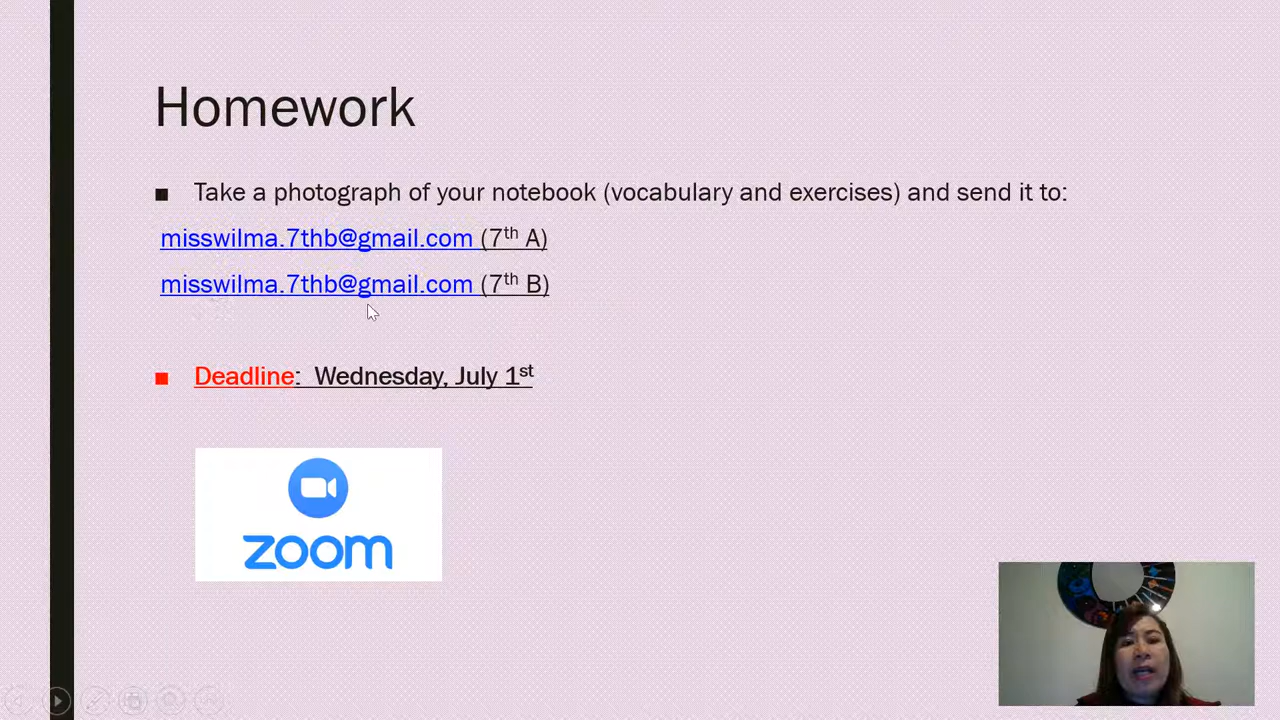 Homework
Take a photograph of your notebook (vocabulary and exercises) and send it to:
misswilma.7thb@gmail.com (7th A)
misswilma.7thb@gmail.com (7th B)
Deadline: Wednesday, July 1st
zoom